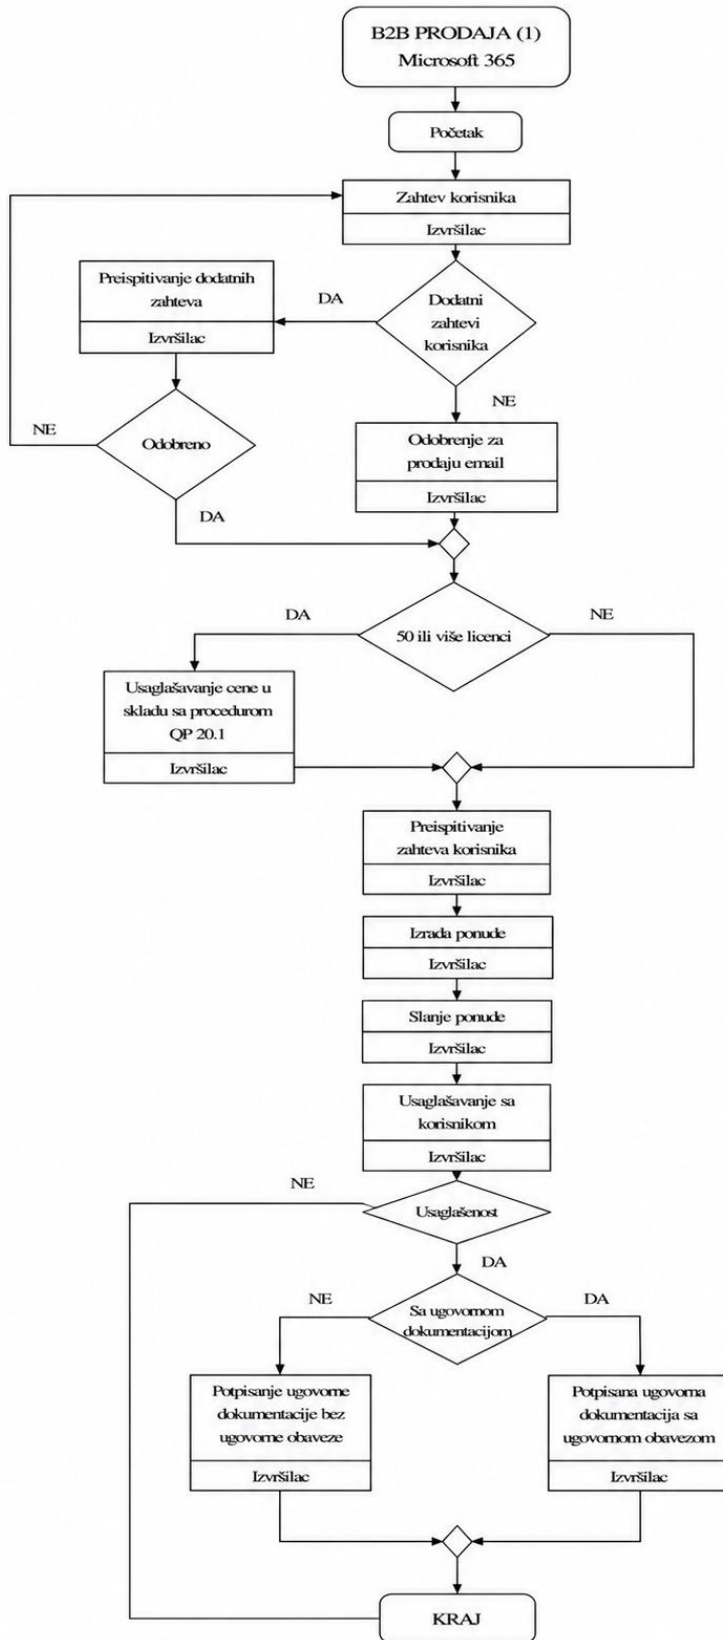 B2B PRODAJA (1)
Microsoft 365
Početak
Zahtev korisnika
Izvršilac
Dodatni
zahtevi
korisnika
DA
Preispitivanje dodatnih
zahteva
Izvršilac
NE
Odobreno
NE
DA
Odobrenje za
prodaju email
Izvršilac
50 ili više licenci
DA
NE
Usaglašavanje cene u
skladu sa procedurom
QP 20.1
Izvršilac
Preispitivanje
zahteva korisnika
Izvršilac
Izrada ponude
Izvršilac
Slanje ponude
Izvršilac
Usaglašavanje sa
korisnikom
Izvršilac
NE
Usaglašenost
DA
Sa ugovornom
dokumentacijom
NE
DA
Potpisanje ugovorne
dokumentacije bez
ugovorne obaveze
Izvršilac
Potpisana ugovorna
dokumentacija sa
ugovornom obavezom
Izvršilac
KRAJ